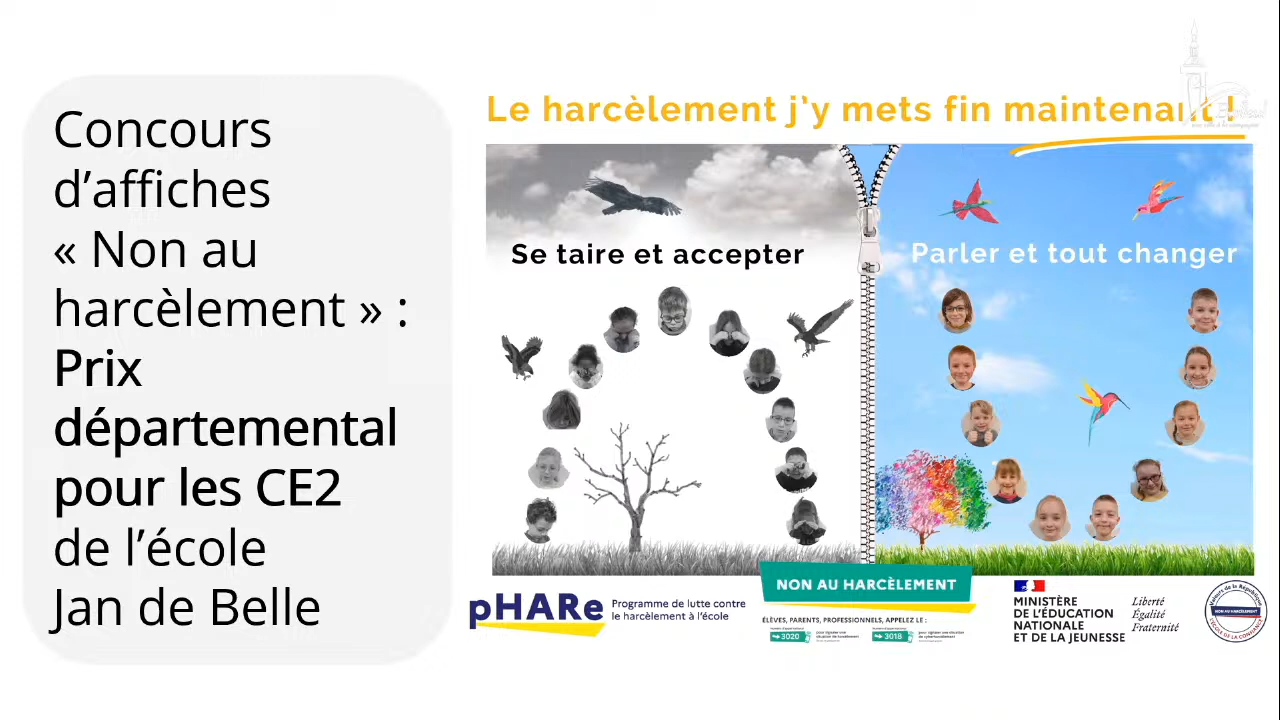 Concours
d’affiches
« Non au
harcèlement » :
Prix
départemental
pour les CE2
de l’école
Jan de Belle
Le harcèlement j’y mets fin maintenant !
Se taire et accepter
Parler et tout changer
NON AU HARCÈLEMENT
pHARe
Programme de lutte contre
le harcèlement à l’école
ÉLÈVES, PARENTS, PROFESSIONNELS, APPELEZ LE :
3020
3018
MINISTÈRE
DE L’ÉDUCATION
NATIONALE
ET DE LA JEUNESSE
Liberté
Égalité
Fraternité
NON AU HARCÈLEMENT